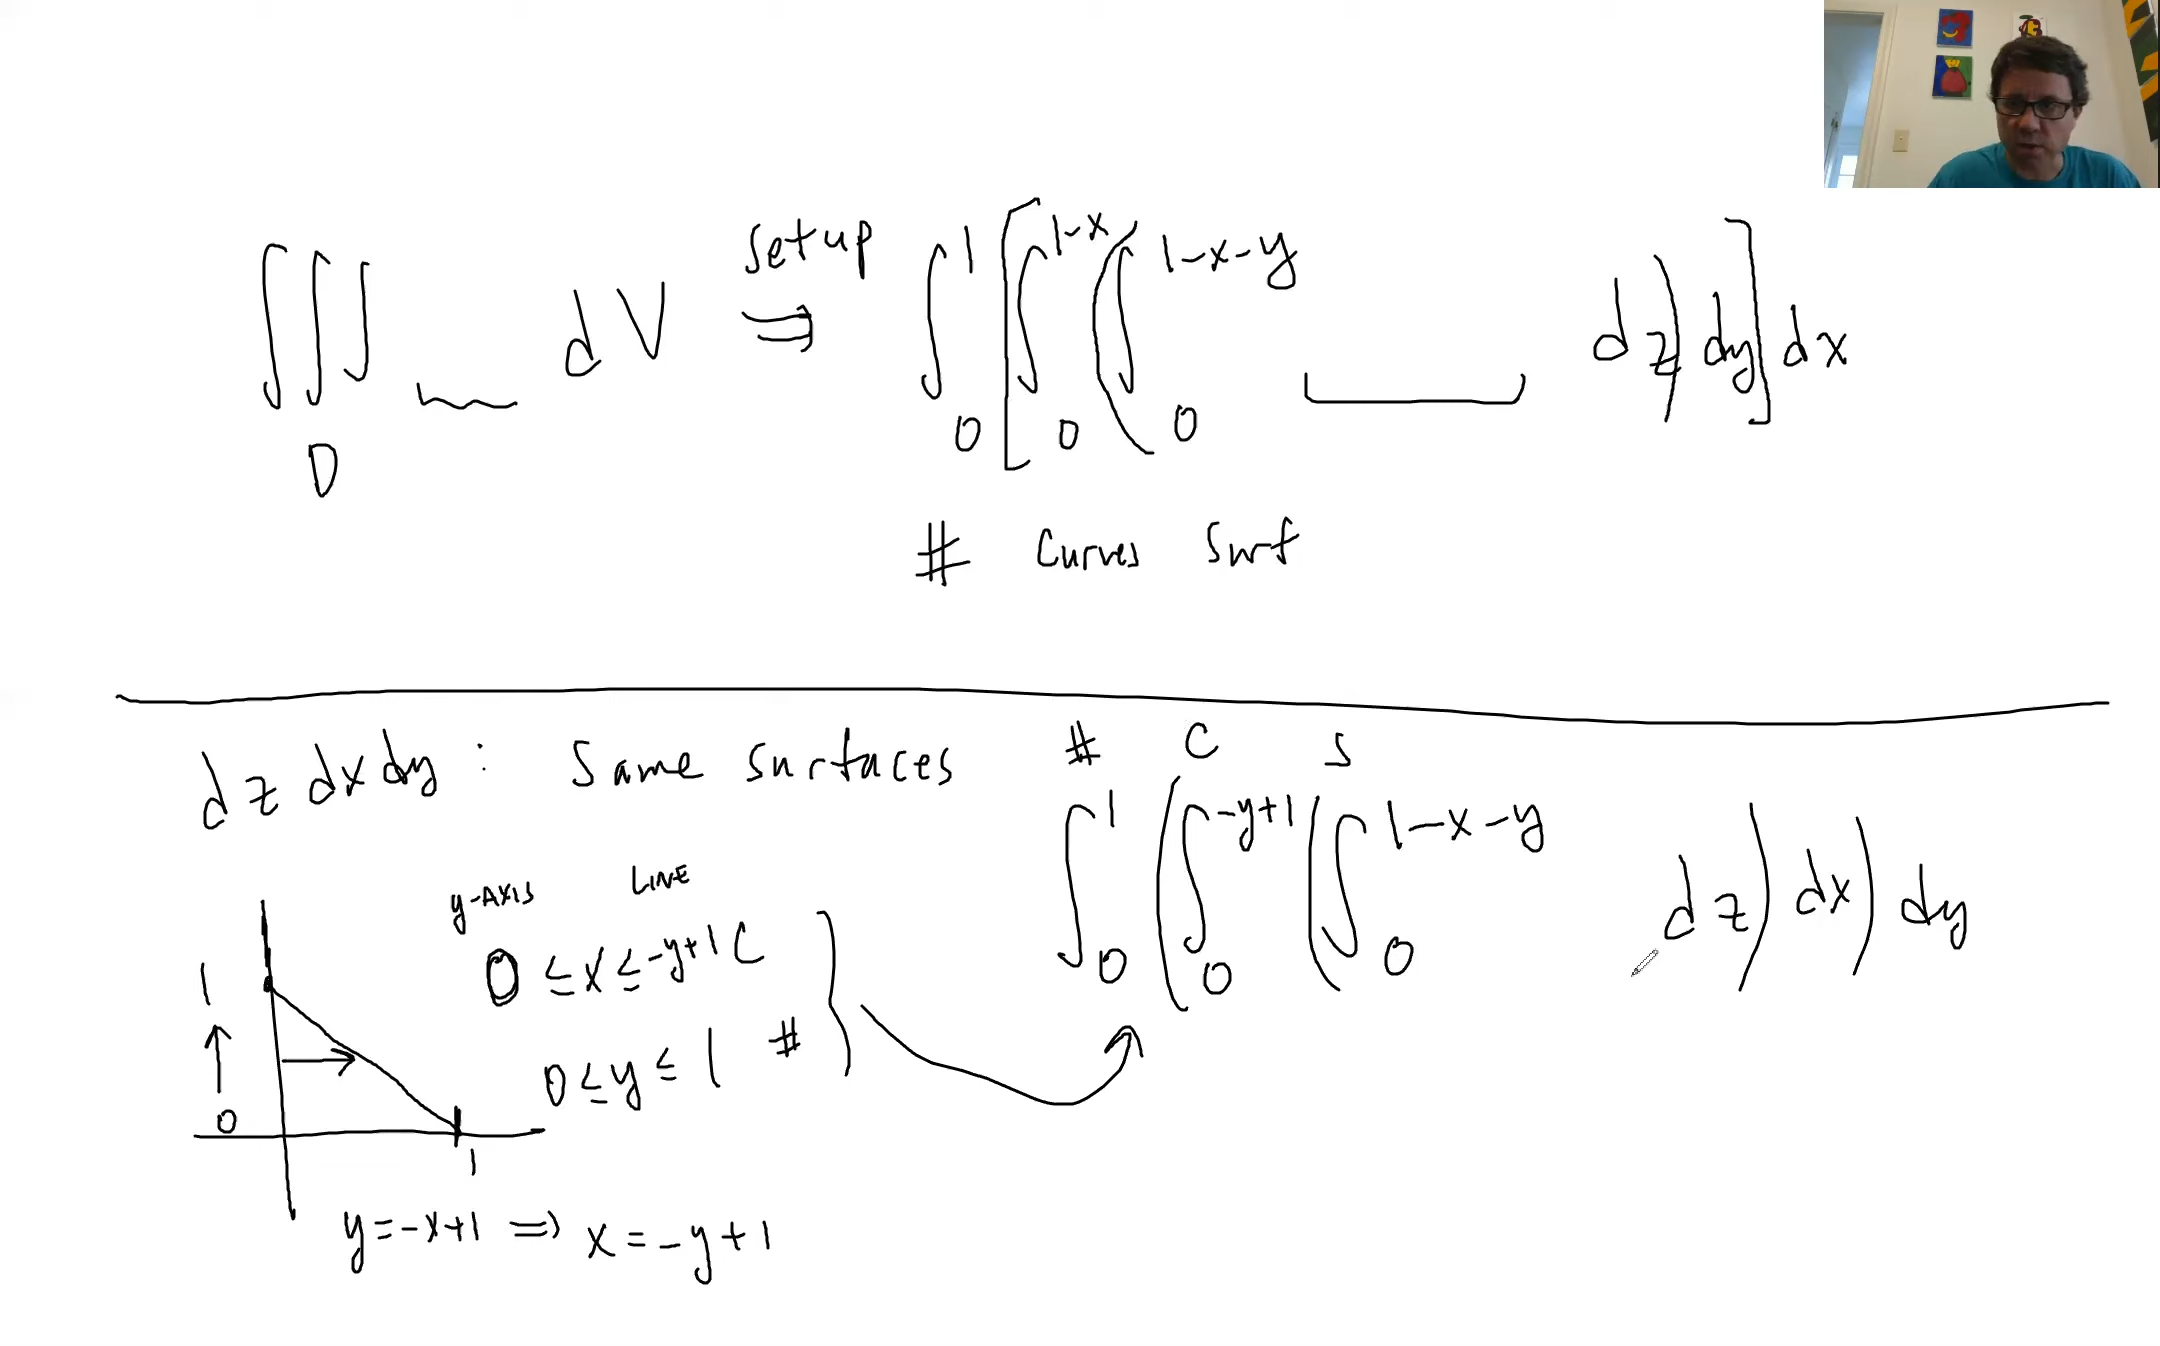 ∭_D ___ dV setup ⇒ ∫_0^1 [∫_0^{1-x} (∫_0^{1-x-y} ___ dz) dy] dx
# Curves Surf
dz dx dy : Same surfaces
# C S
∫_0^1 (∫_0^{-y+1} (∫_0^{1-x-y} dz) dx) dy
y-AXIS LINE
0 ≤ x ≤ -y+1 C
0 ≤ y ≤ 1 #
1
0
1
y = -x+1 ⇒ x = -y+1